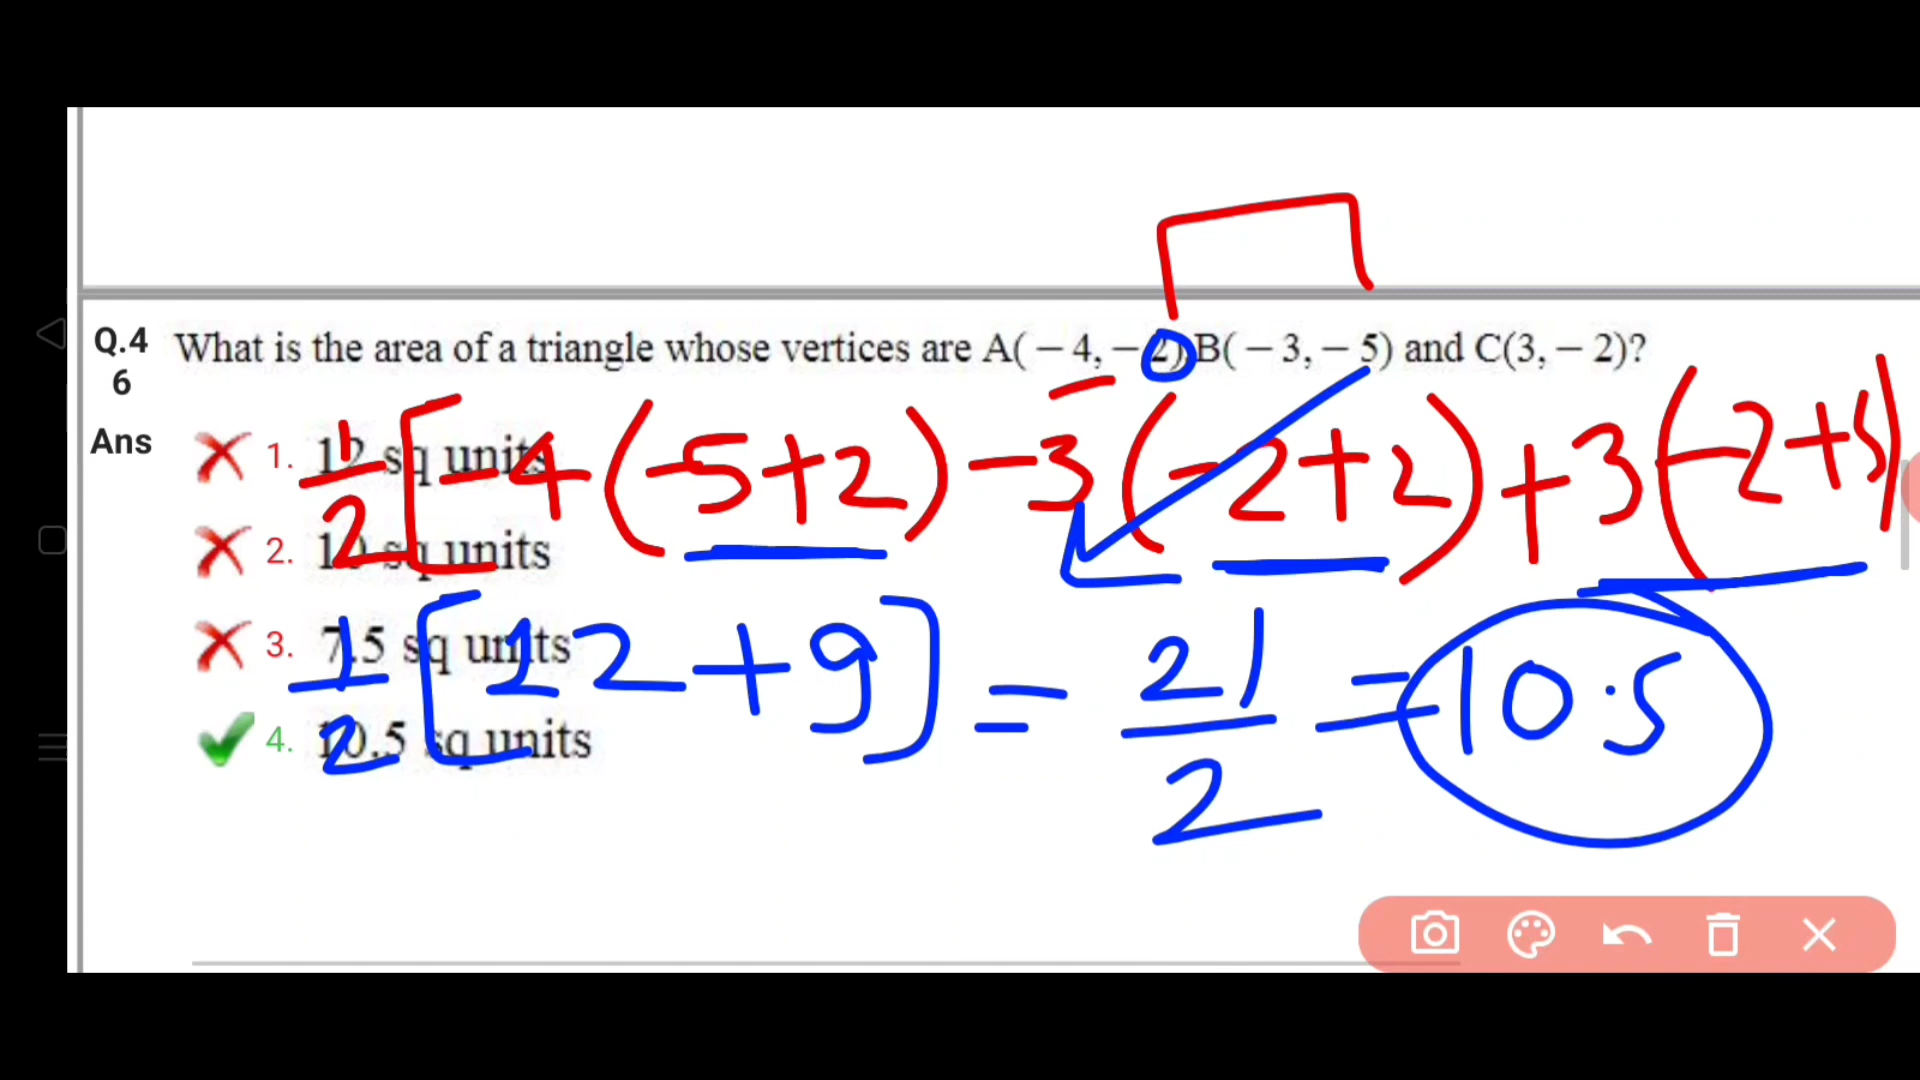 Q.4 What is the area of a triangle whose vertices are A( − 4, − 2),B( − 3, − 5) and C(3, − 2)?
6
Ans
1. 12 sq units
1/2 [-4(-5+2) -3(-2+2) +3(-2+5)
2. sq units
3. 7.5 sq units
1/2 [12+9] = 21/2 = 10.5
4. 10.5 sq units